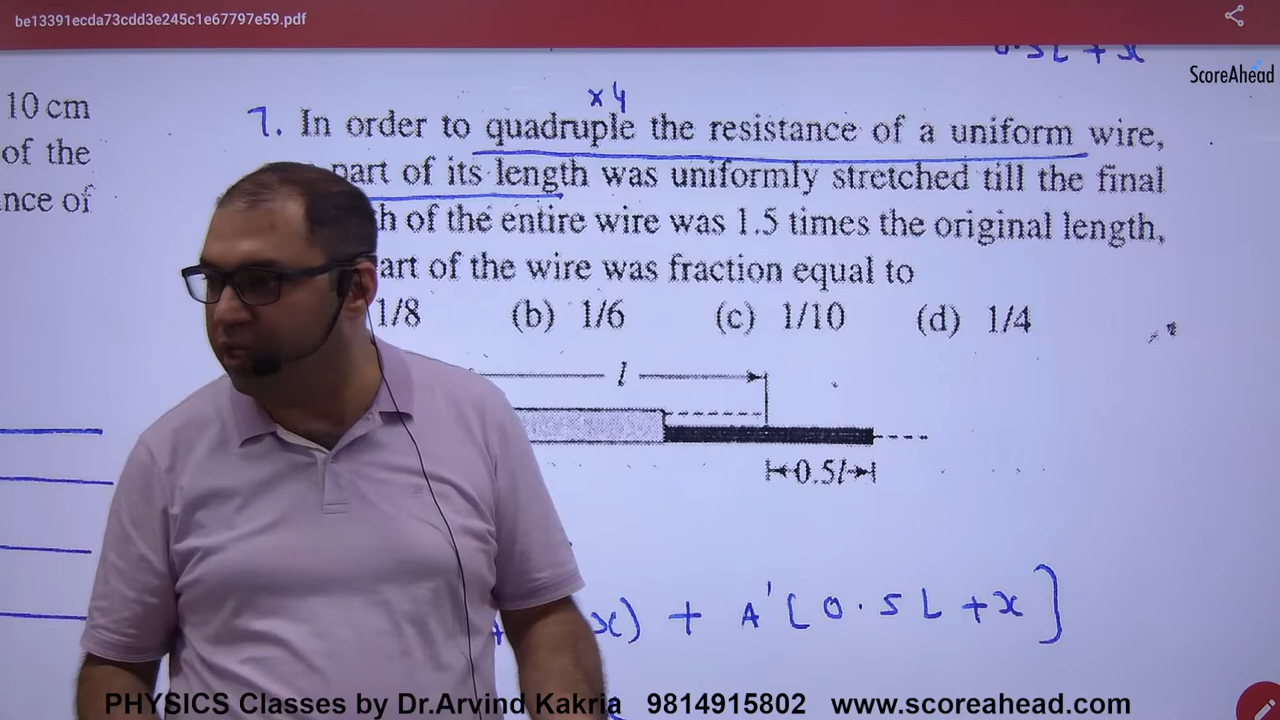 be13391ecda73cdd3e245c1e67797e59.pdf
0.5L + x
ScoreAhead
10 cm
of the
nce of
x 4
7. In order to quadruple the resistance of a uniform wire,
part of its length was uniformly stretched till the final
h of the entire wire was 1.5 times the original length,
art of the wire was fraction equal to
1/8 (b) 1/6 (c) 1/10 (d) 1/4
l
0.5l
x) + A' [ 0.5 L + x ]
PHYSICS Classes by Dr.Arvind Kakria 9814915802 www.scoreahead.com